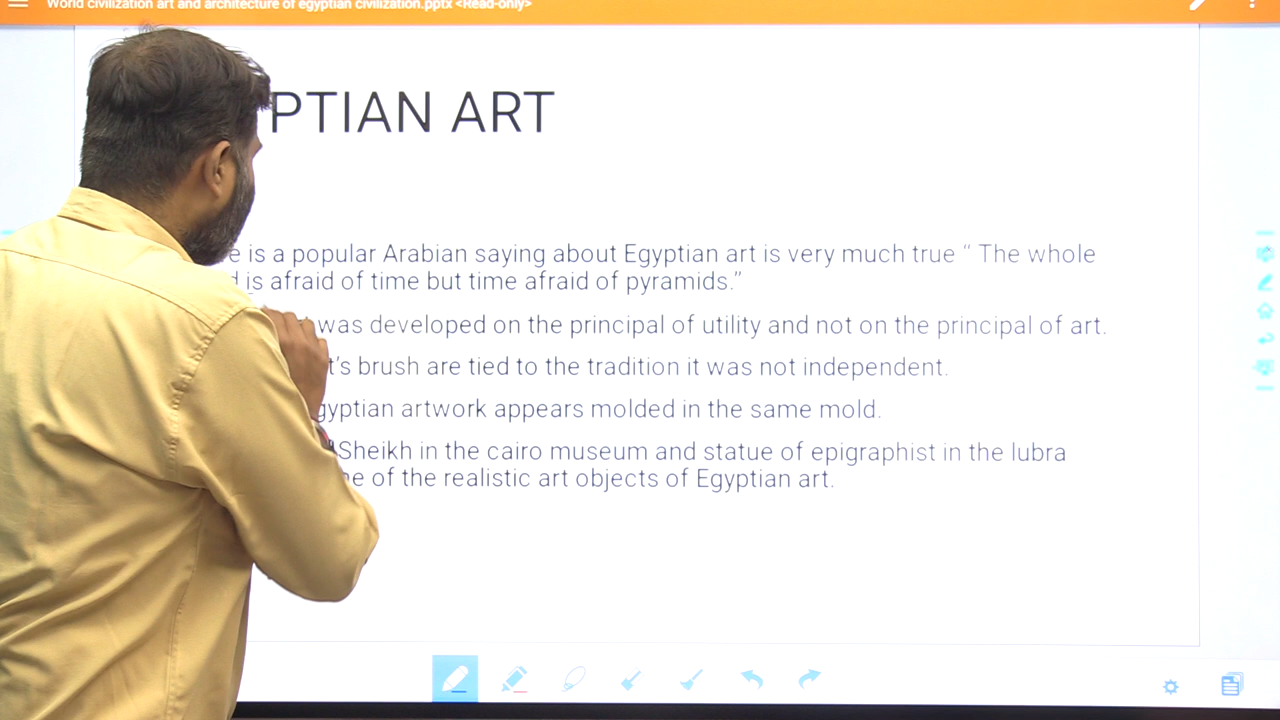 World civilization art and architecture of egyptian civilization.pptx <Read-only>
PTIAN ART
e is a popular Arabian saying about Egyptian art is very much true “ The whole
d is afraid of time but time afraid of pyramids.”
was developed on the principal of utility and not on the principal of art.
t’s brush are tied to the tradition it was not independent.
gyptian artwork appears molded in the same mold.
Sheikh in the cairo museum and statue of epigraphist in the lubra
ne of the realistic art objects of Egyptian art.